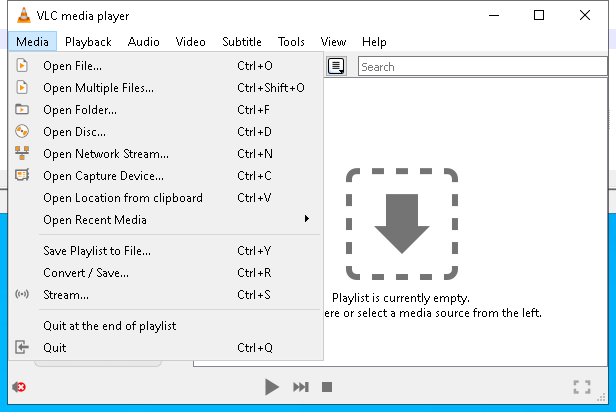 VLC media player
Media Playback Audio Video Subtitle Tools View Help
Open File... Ctrl+O
Open Multiple Files... Ctrl+Shift+O
Open Folder... Ctrl+F
Open Disc... Ctrl+D
Open Network Stream... Ctrl+N
Open Capture Device... Ctrl+C
Open Location from clipboard Ctrl+V
Open Recent Media
Save Playlist to File... Ctrl+Y
Convert / Save... Ctrl+R
Stream... Ctrl+S
Quit at the end of playlist
Quit Ctrl+Q
Search
Playlist is currently empty.
ere or select a media source from the left.